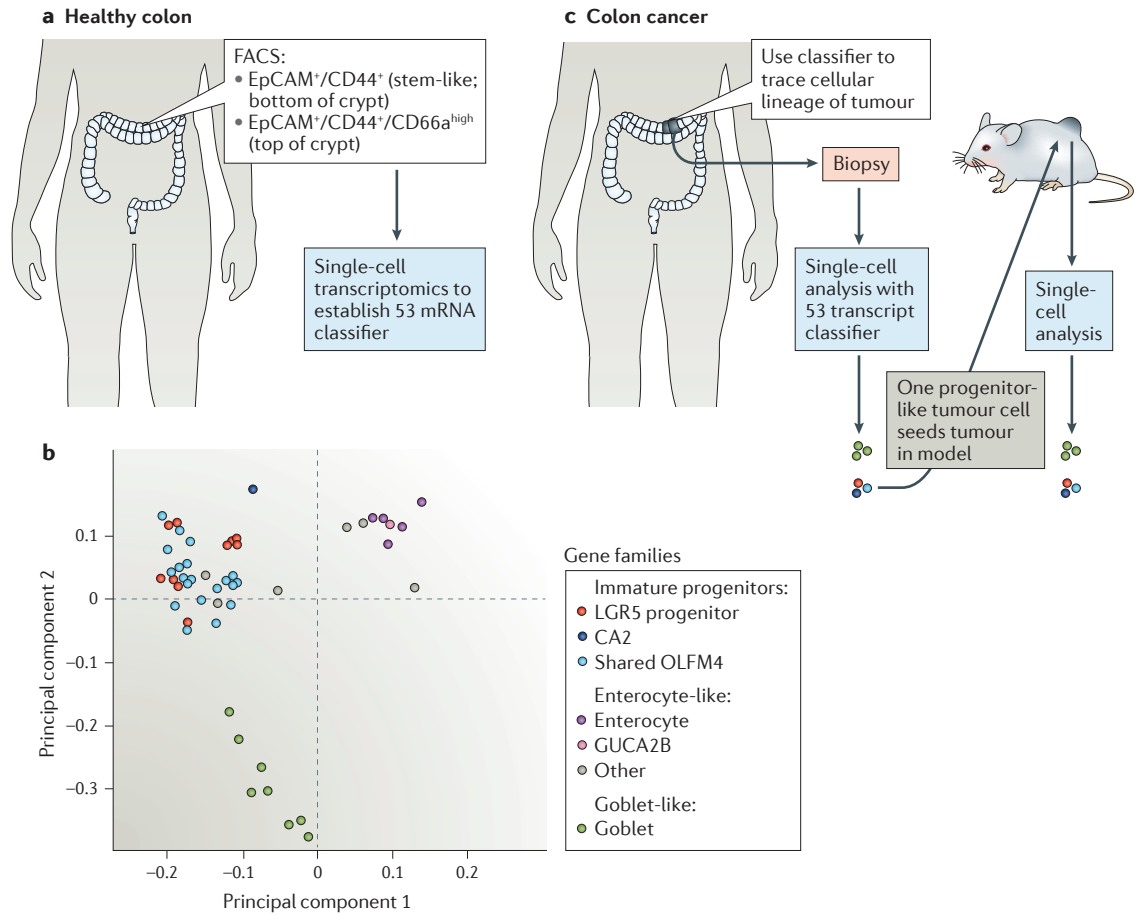 a Healthy colon
FACS:
• EpCAM⁺/CD44⁺ (stem-like;
bottom of crypt)
• EpCAM⁺/CD44⁺/CD66aʰⁱᵍʰ
(top of crypt)
Single-cell
transcriptomics to
establish 53 mRNA
classifier
c Colon cancer
Use classifier to
trace cellular
lineage of tumour
Biopsy
Single-cell
analysis with
53 transcript
classifier
Single-
cell
analysis
One progenitor-
like tumour cell
seeds tumour
in model
b
Principal component 2
0.1
0
−0.1
−0.2
−0.3
−0.2
−0.1
0
0.1
0.2
Principal component 1
Gene families
Immature progenitors:
LGR5 progenitor
CA2
Shared OLFM4
Enterocyte-like:
Enterocyte
GUCA2B
Other
Goblet-like:
Goblet